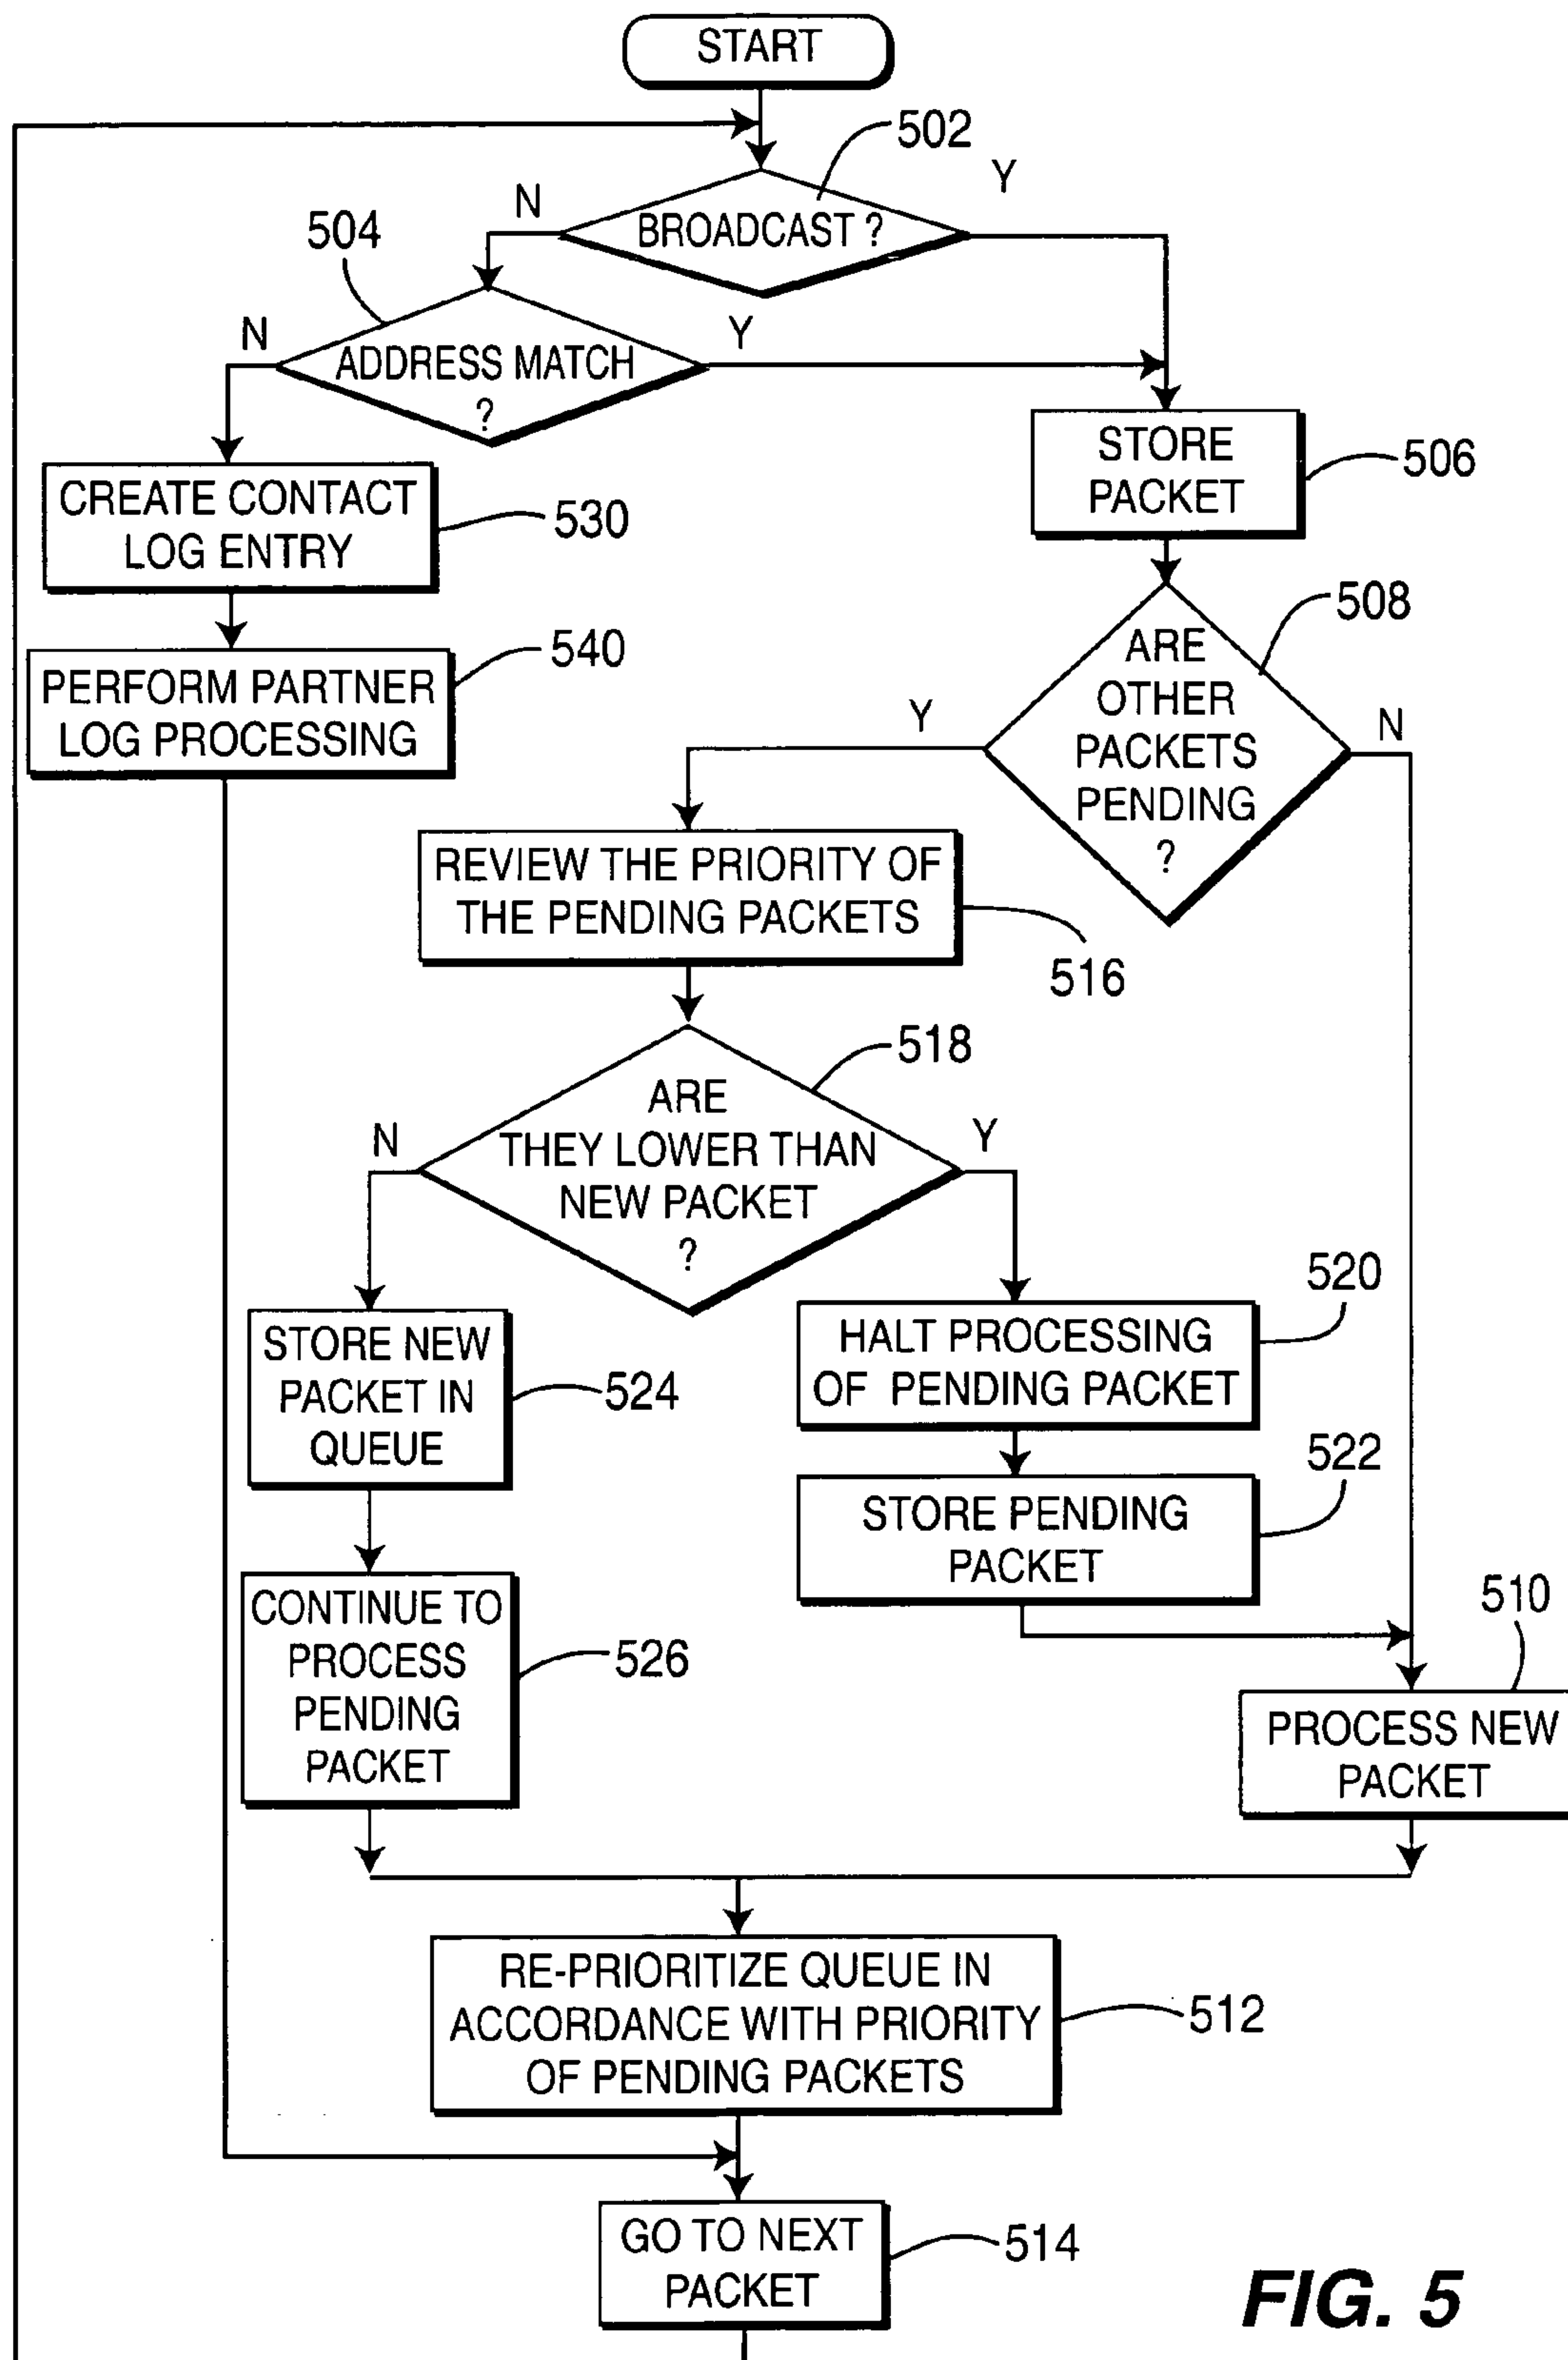 START
502
N
Y
BROADCAST ?
504
N
Y
ADDRESS MATCH
?
STORE
PACKET
506
CREATE CONTACT
LOG ENTRY
530
508
ARE
OTHER
PACKETS
PENDING
?
540
PERFORM PARTNER
LOG PROCESSING
Y
N
REVIEW THE PRIORITY OF
THE PENDING PACKETS
516
518
ARE
THEY LOWER THAN
NEW PACKET
?
N
Y
520
HALT PROCESSING
OF PENDING PACKET
STORE NEW
PACKET IN
QUEUE
524
522
STORE PENDING
PACKET
CONTINUE TO
PROCESS
PENDING
PACKET
526
510
PROCESS NEW
PACKET
RE-PRIORITIZE QUEUE IN
ACCORDANCE WITH PRIORITY
OF PENDING PACKETS
512
GO TO NEXT
PACKET
514
FIG. 5